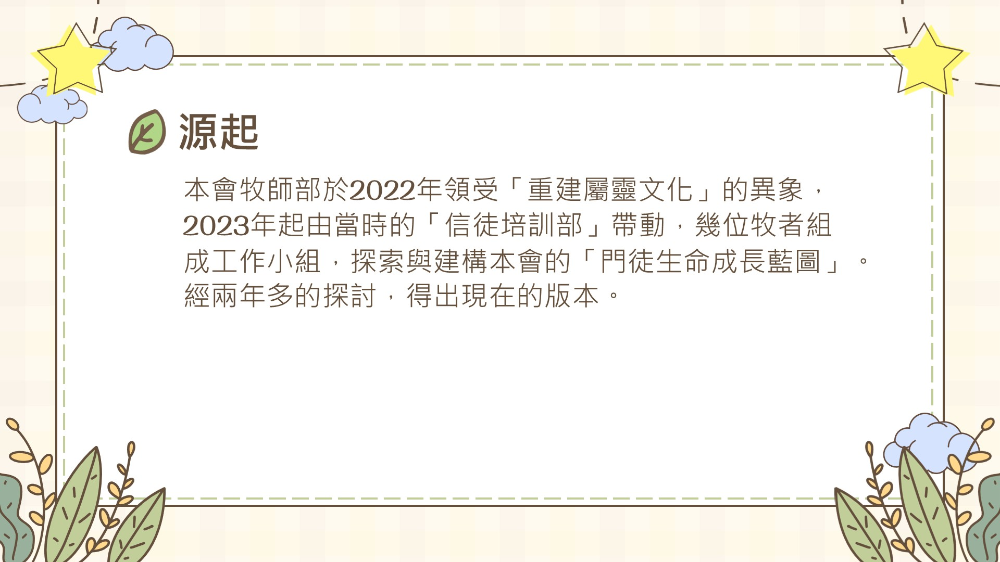 源起
本會牧師部於2022年領受「重建屬靈文化」的異象，
2023年起由當時的「信徒培訓部」帶動，幾位牧者組
成工作小組，探索與建構本會的「門徒生命成長藍圖」。
經兩年多的探討，得出現在的版本。